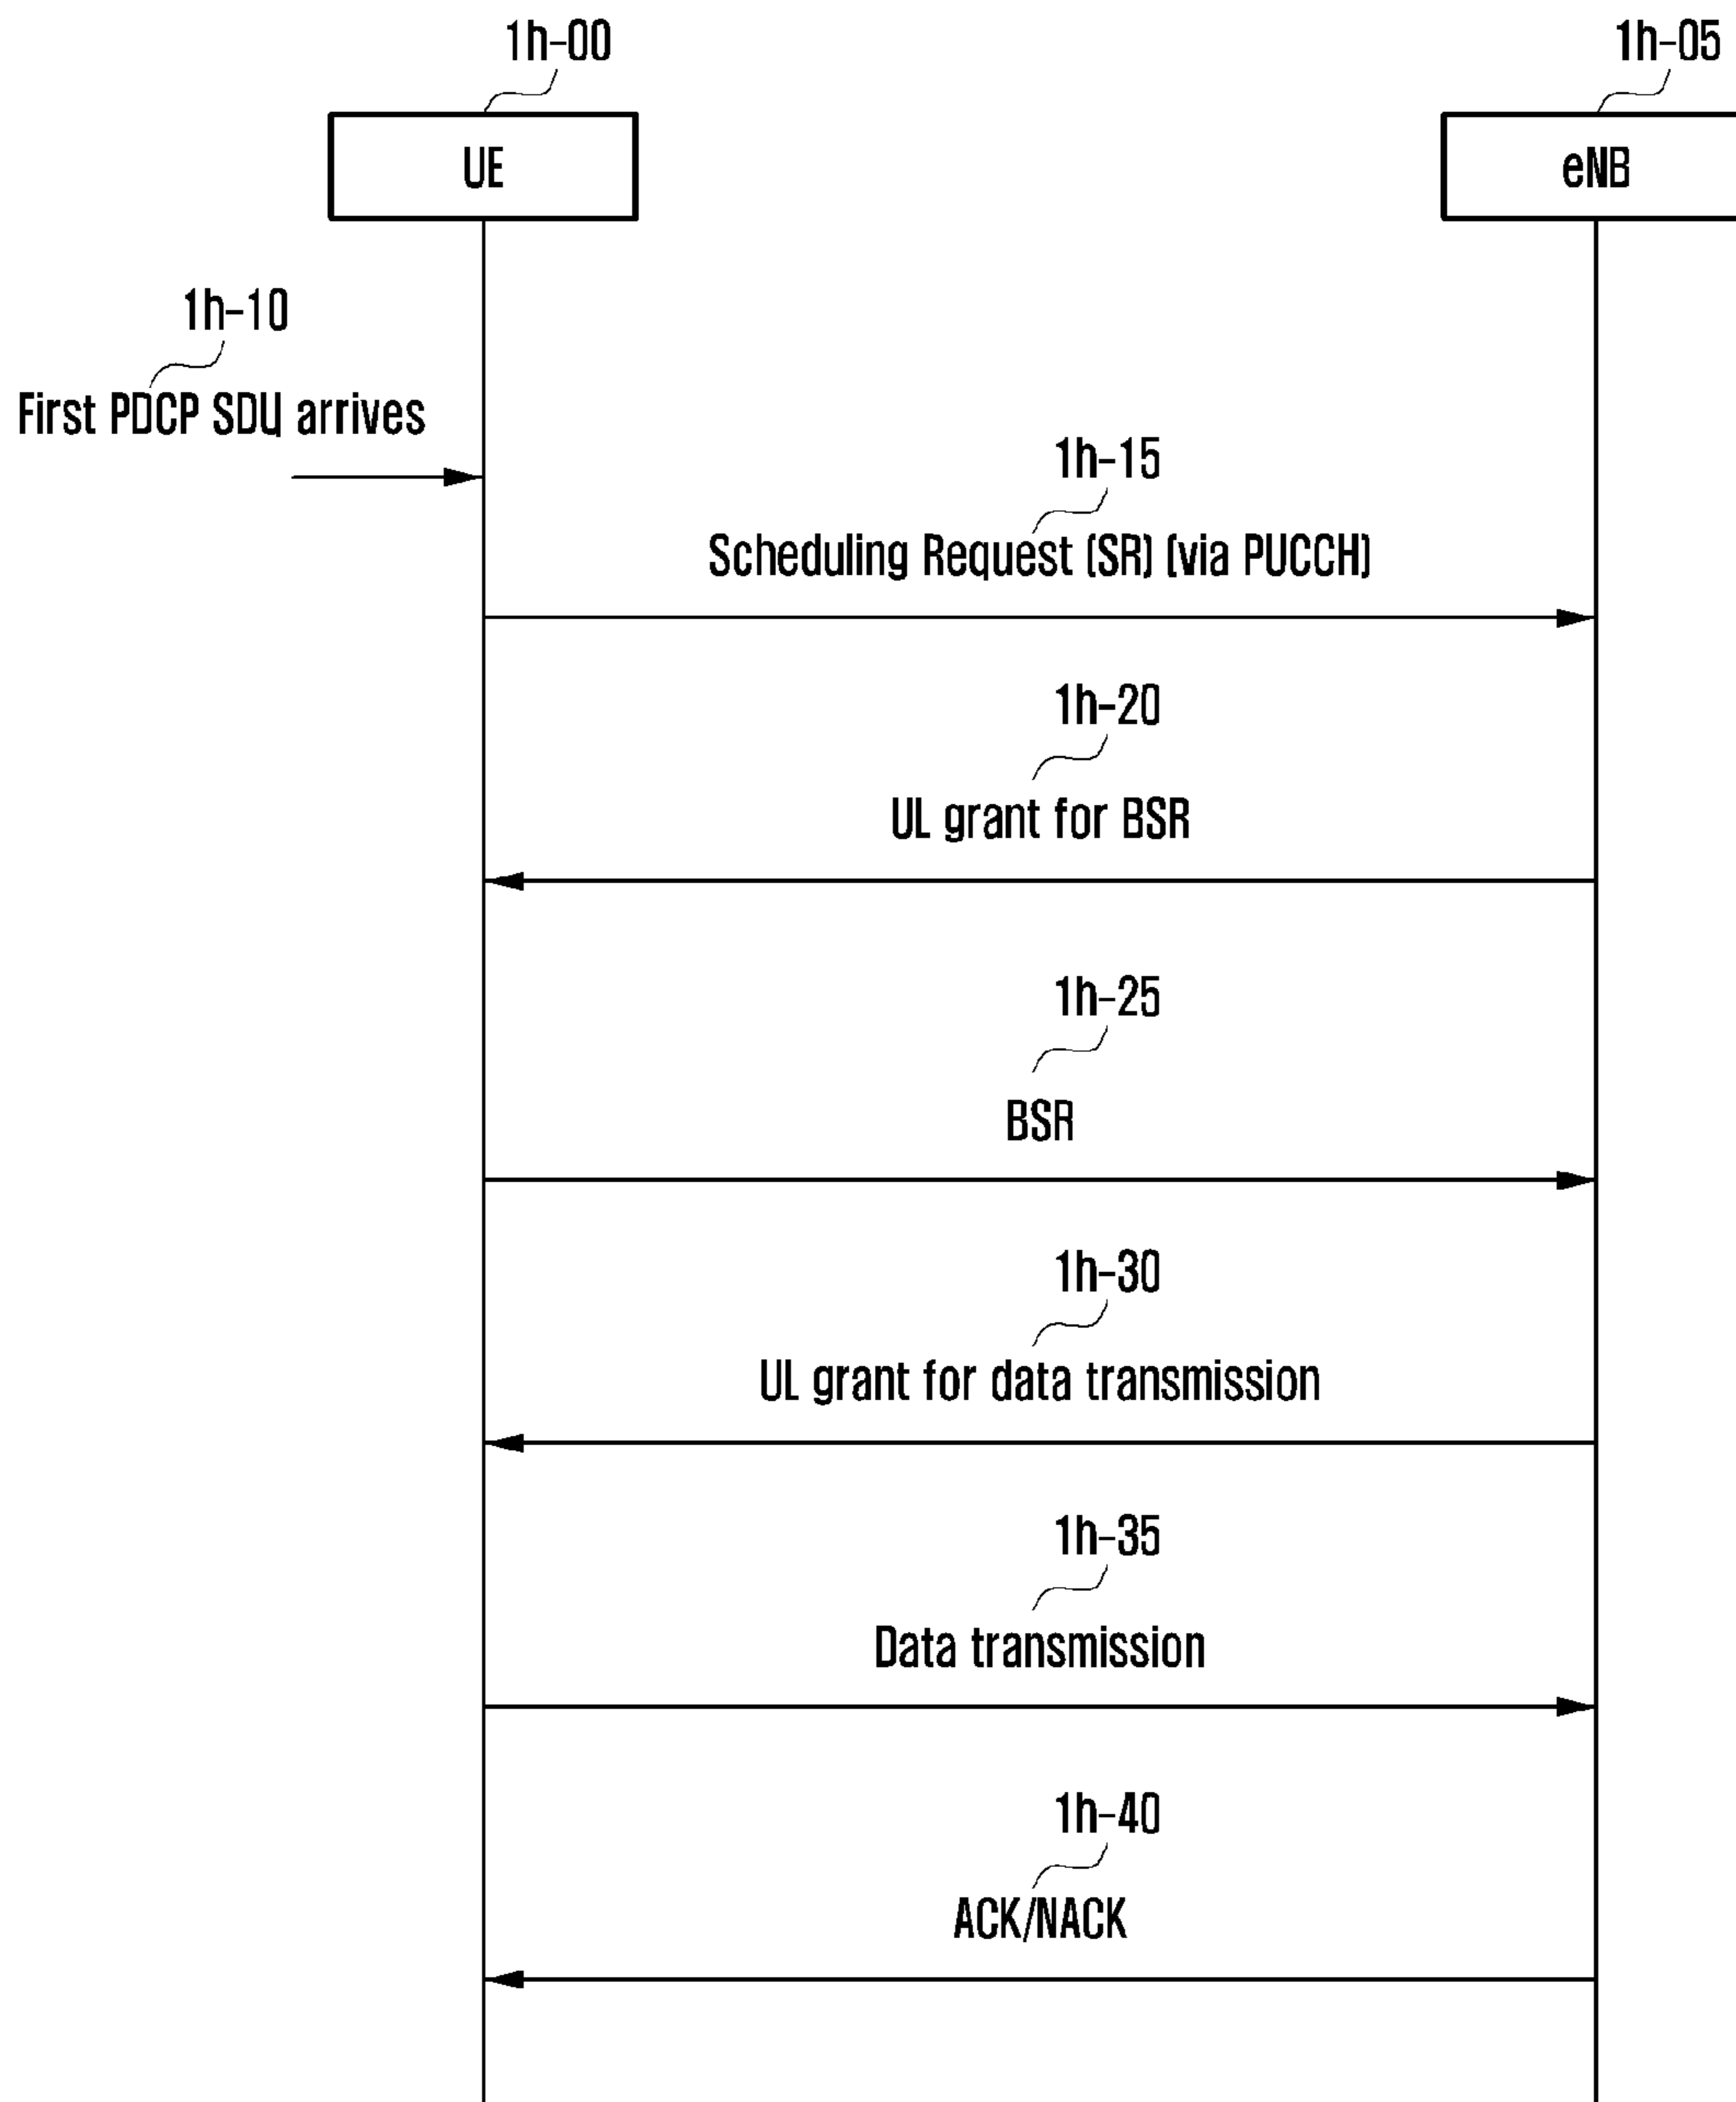 1h-00
1h-05
UE
eNB
1h-10
First PDCP SDU arrives
1h-15
Scheduling Request (SR) (via PUCCH)
1h-20
UL grant for BSR
1h-25
BSR
1h-30
UL grant for data transmission
1h-35
Data transmission
1h-40
ACK/NACK